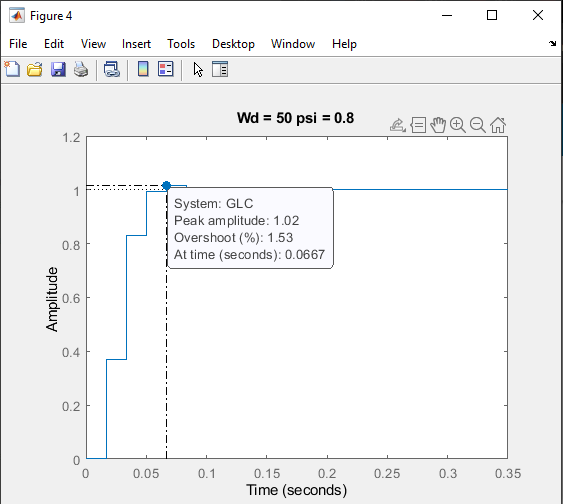 Figure 4
File Edit View Insert Tools Desktop Window Help
Wd = 50 psi = 0.8
1.2
1
0.8
0.6
0.4
0.2
0
Amplitude
System: GLC
Peak amplitude: 1.02
Overshoot (%): 1.53
At time (seconds): 0.0667
0 0.05 0.1 0.15 0.2 0.25 0.3 0.35
Time (seconds)